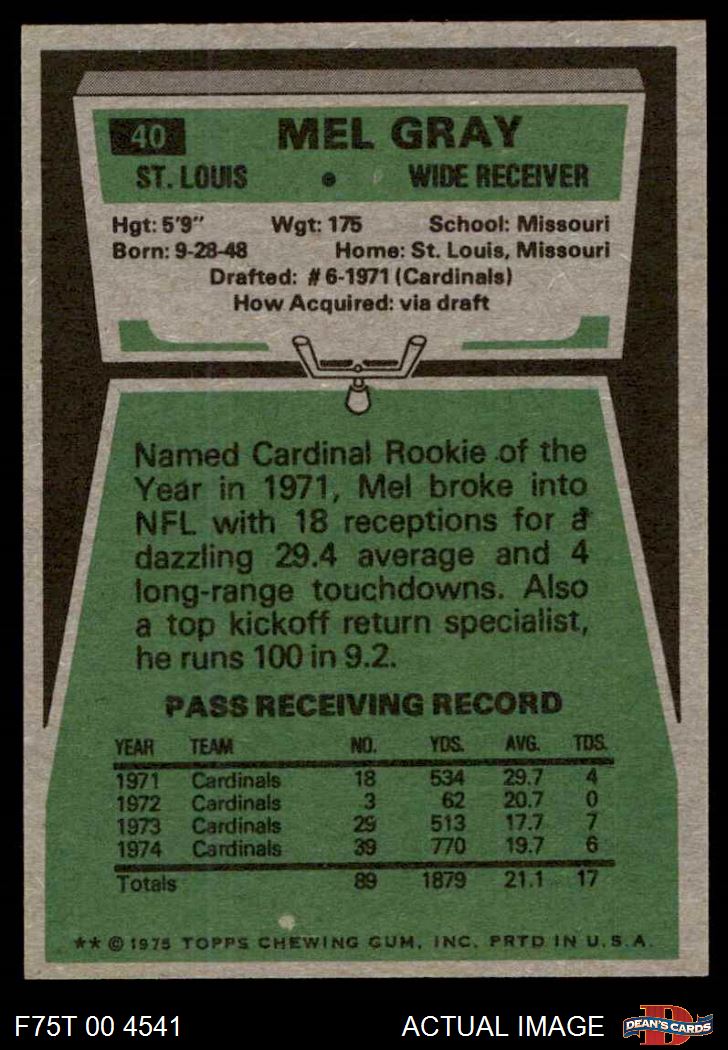 40 MEL GRAY
ST. LOUIS • WIDE RECEIVER
Hgt: 5'9" Wgt: 175 School: Missouri
Born: 9-28-48 Home: St. Louis, Missouri
Drafted: #6-1971 (Cardinals)
How Acquired: via draft
Named Cardinal Rookie of the
Year in 1971, Mel broke into
NFL with 18 receptions for a
dazzling 29.4 average and 4
long-range touchdowns. Also
a top kickoff return specialist,
he runs 100 in 9.2.
PASS RECEIVING RECORD
YEAR TEAM NO. YDS. AVG. TDS.
1971 Cardinals 18 534 29.7 4
1972 Cardinals 3 62 20.7 0
1973 Cardinals 29 513 17.7 7
1974 Cardinals 39 770 19.7 6
Totals 89 1879 21.1 17
**©1975 TOPPS CHEWING GUM, INC. PRTD IN U.S.A.
F75T 00 4541 ACTUAL IMAGE D DEAN'S CARDS